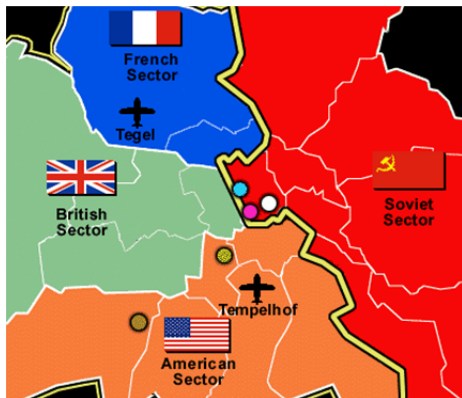 French
Sector
Tegel
British
Sector
Soviet
Sector
Tempelhof
American
Sector